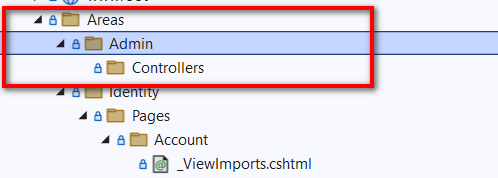 Areas
Admin
Controllers
Identity
Pages
Account
_ViewImports.cshtml